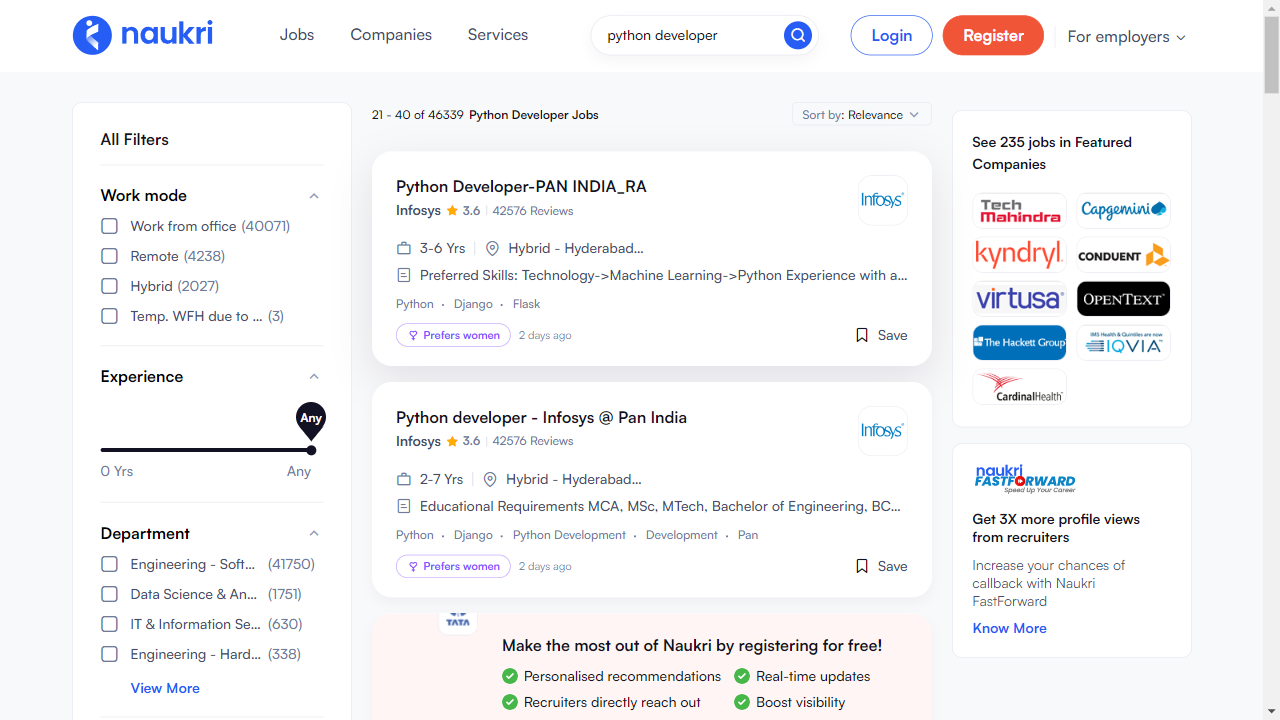 naukri
Jobs
Companies
Services
python developer
Login
Register
For employers
All Filters
Work mode
Work from office (40071)
Remote (4238)
Hybrid (2027)
Temp. WFH due to ... (3)
Experience
Any
0 Yrs
Any
Department
Engineering - Soft... (41750)
Data Science & An... (1751)
IT & Information Se... (630)
Engineering - Hard... (338)
View More
21 - 40 of 46339 Python Developer Jobs
Sort by: Relevance
Python Developer-PAN INDIA_RA
Infosys 3.6 42576 Reviews
Infosys
3-6 Yrs Hybrid - Hyderabad...
Preferred Skills: Technology->Machine Learning->Python Experience with a...
Python · Django · Flask
Prefers women 2 days ago Save
Python developer - Infosys @ Pan India
Infosys 3.6 42576 Reviews
Infosys
2-7 Yrs Hybrid - Hyderabad...
Educational Requirements MCA, MSc, MTech, Bachelor of Engineering, BC...
Python · Django · Python Development · Development · Pan
Prefers women 2 days ago Save
TATA
Make the most out of Naukri by registering for free!
Personalised recommendations Real-time updates
Recruiters directly reach out Boost visibility
See 235 jobs in Featured
Companies
Tech
Mahindra
Capgemini
kyndryl
CONDUENT
virtusa
OPENTEXT
The Hackett Group
IMS Health & Quintiles are now
IQVIA
CardinalHealth
naukri
FASTFORWARD
Speed Up Your Career
Get 3X more profile views
from recruiters
Increase your chances of
callback with Naukri
FastForward
Know More